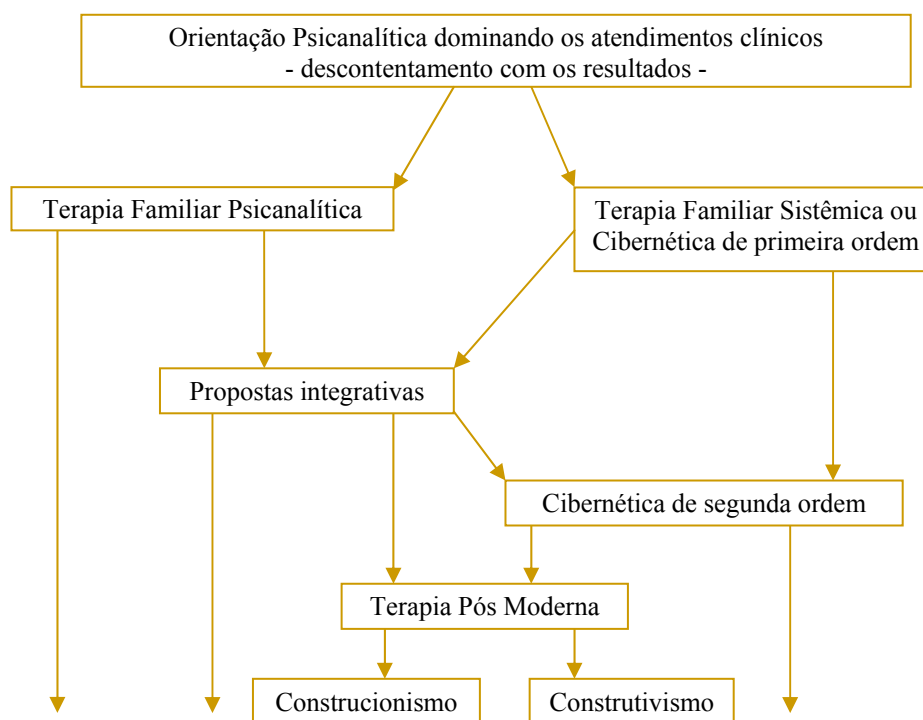 Orientação Psicanalítica dominando os atendimentos clínicos
- descontentamento com os resultados -
Terapia Familiar Psicanalítica
Terapia Familiar Sistêmica ou
Cibernética de primeira ordem
Propostas integrativas
Cibernética de segunda ordem
Terapia Pós Moderna
Construcionismo
Construtivismo